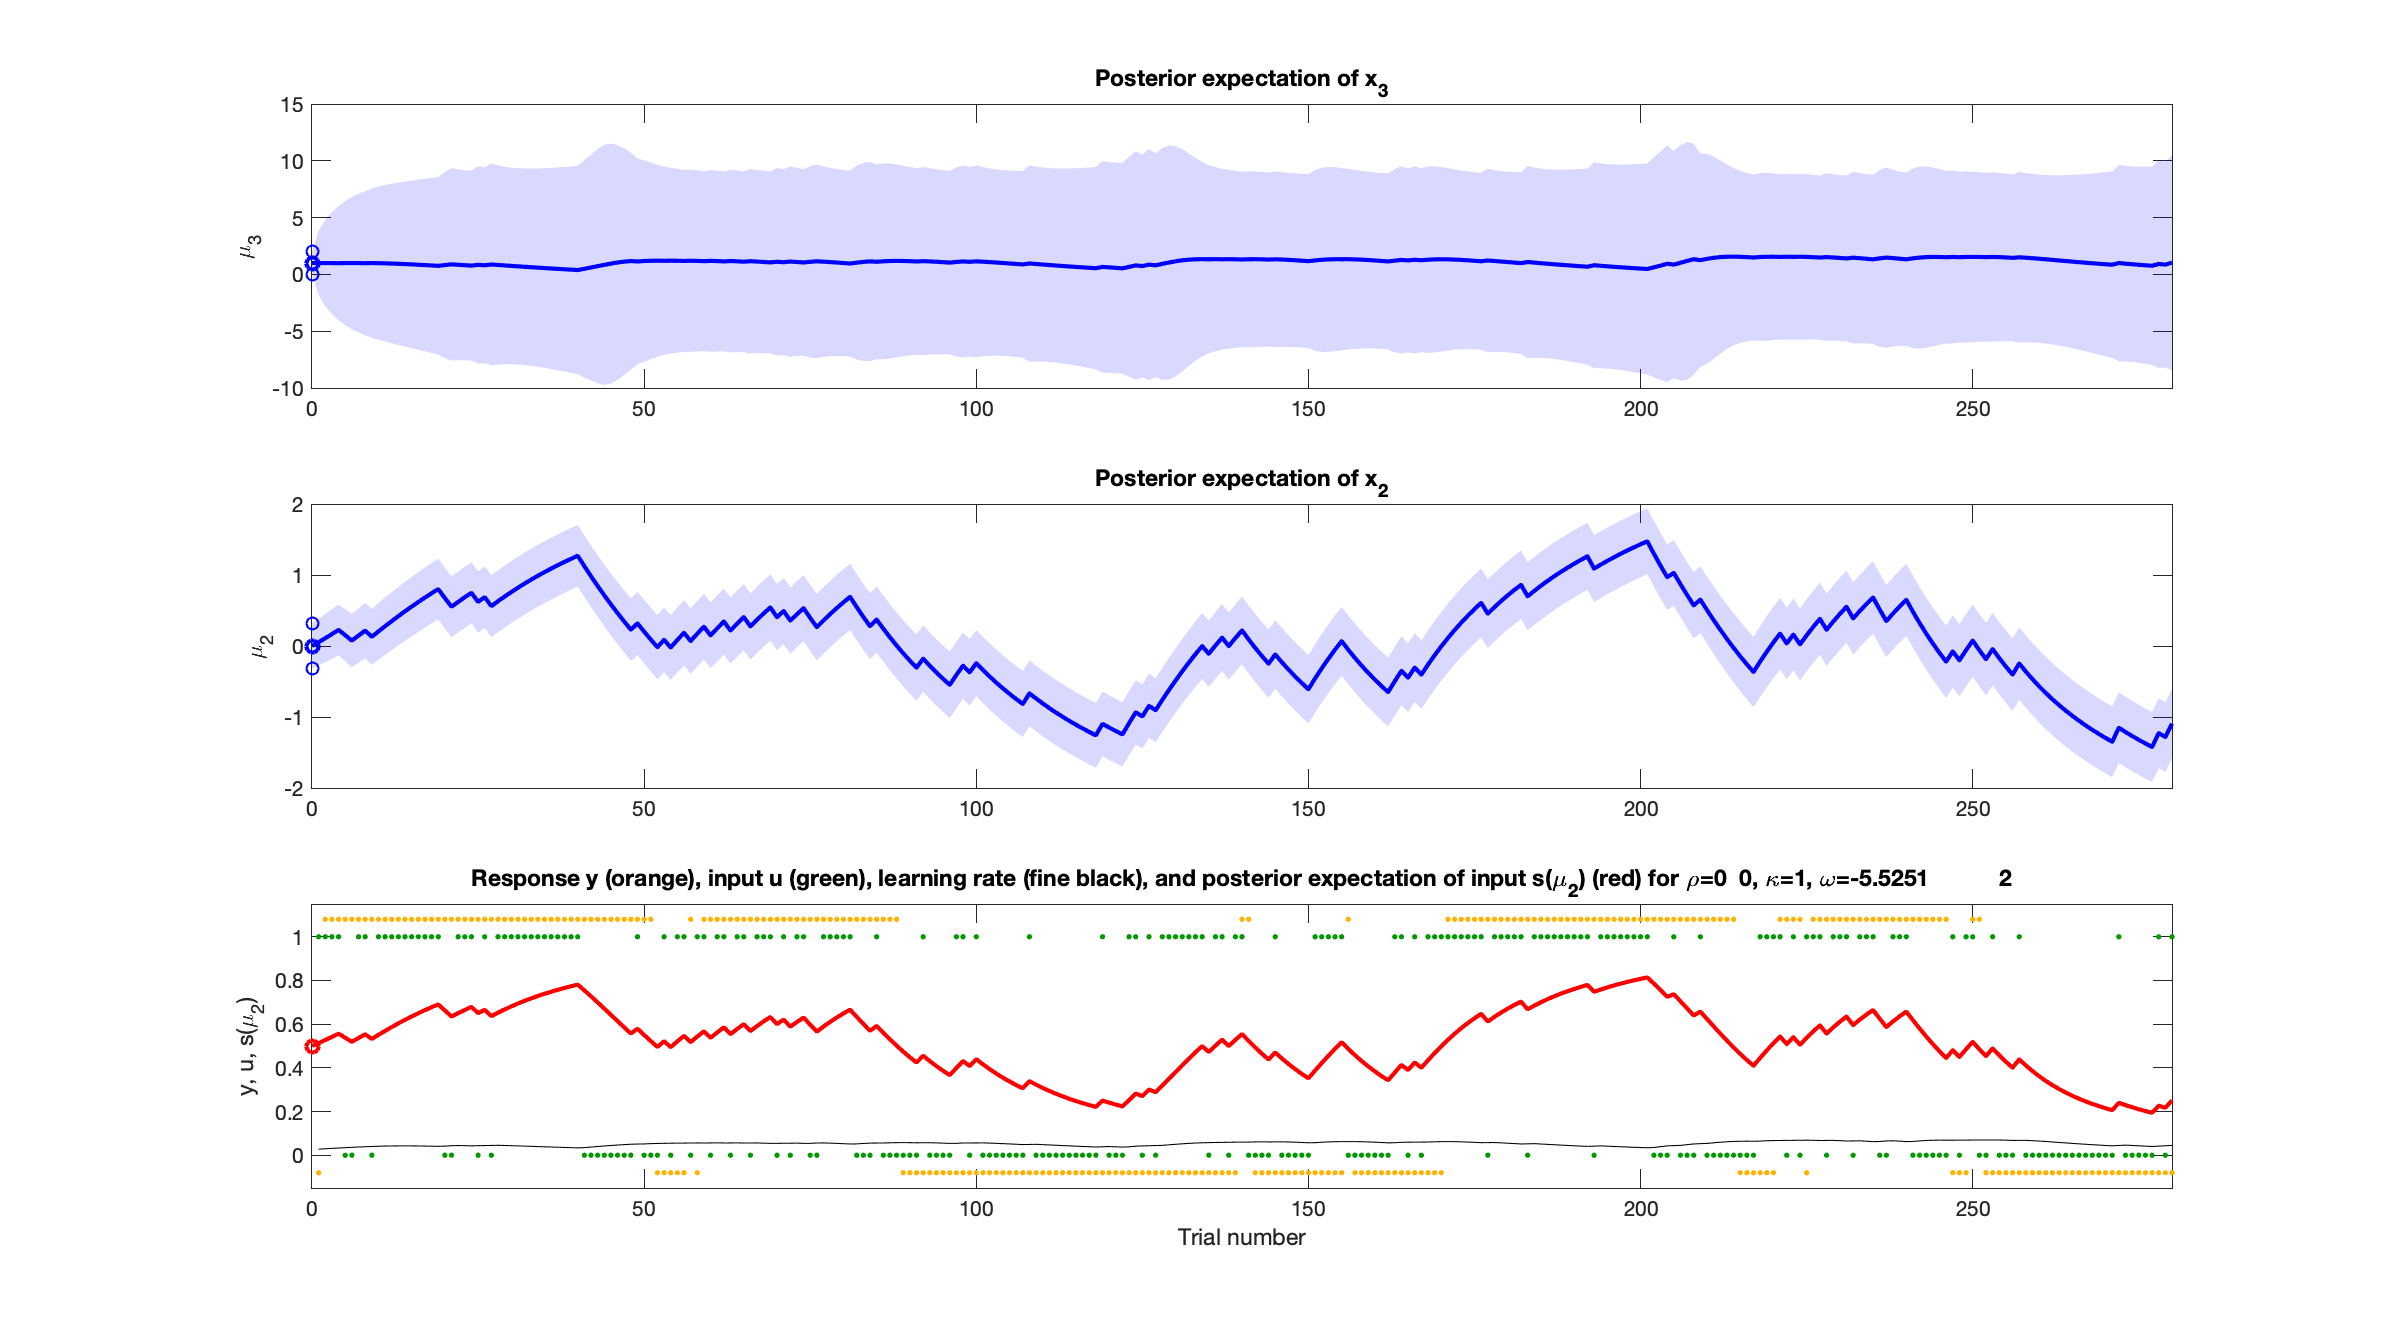 Posterior expectation of x3
15
10
5
0
-5
-10
μ3
0 50 100 150 200 250
Posterior expectation of x2
2
1
0
-1
-2
μ2
0 50 100 150 200 250
Response y (orange), input u (green), learning rate (fine black), and posterior expectation of input s(μ2) (red) for ρ=0 0, κ=1, ω=-5.5251 2
1
0.8
0.6
0.4
0.2
0
y, u, s(μ2)
0 50 100 150 200 250
Trial number